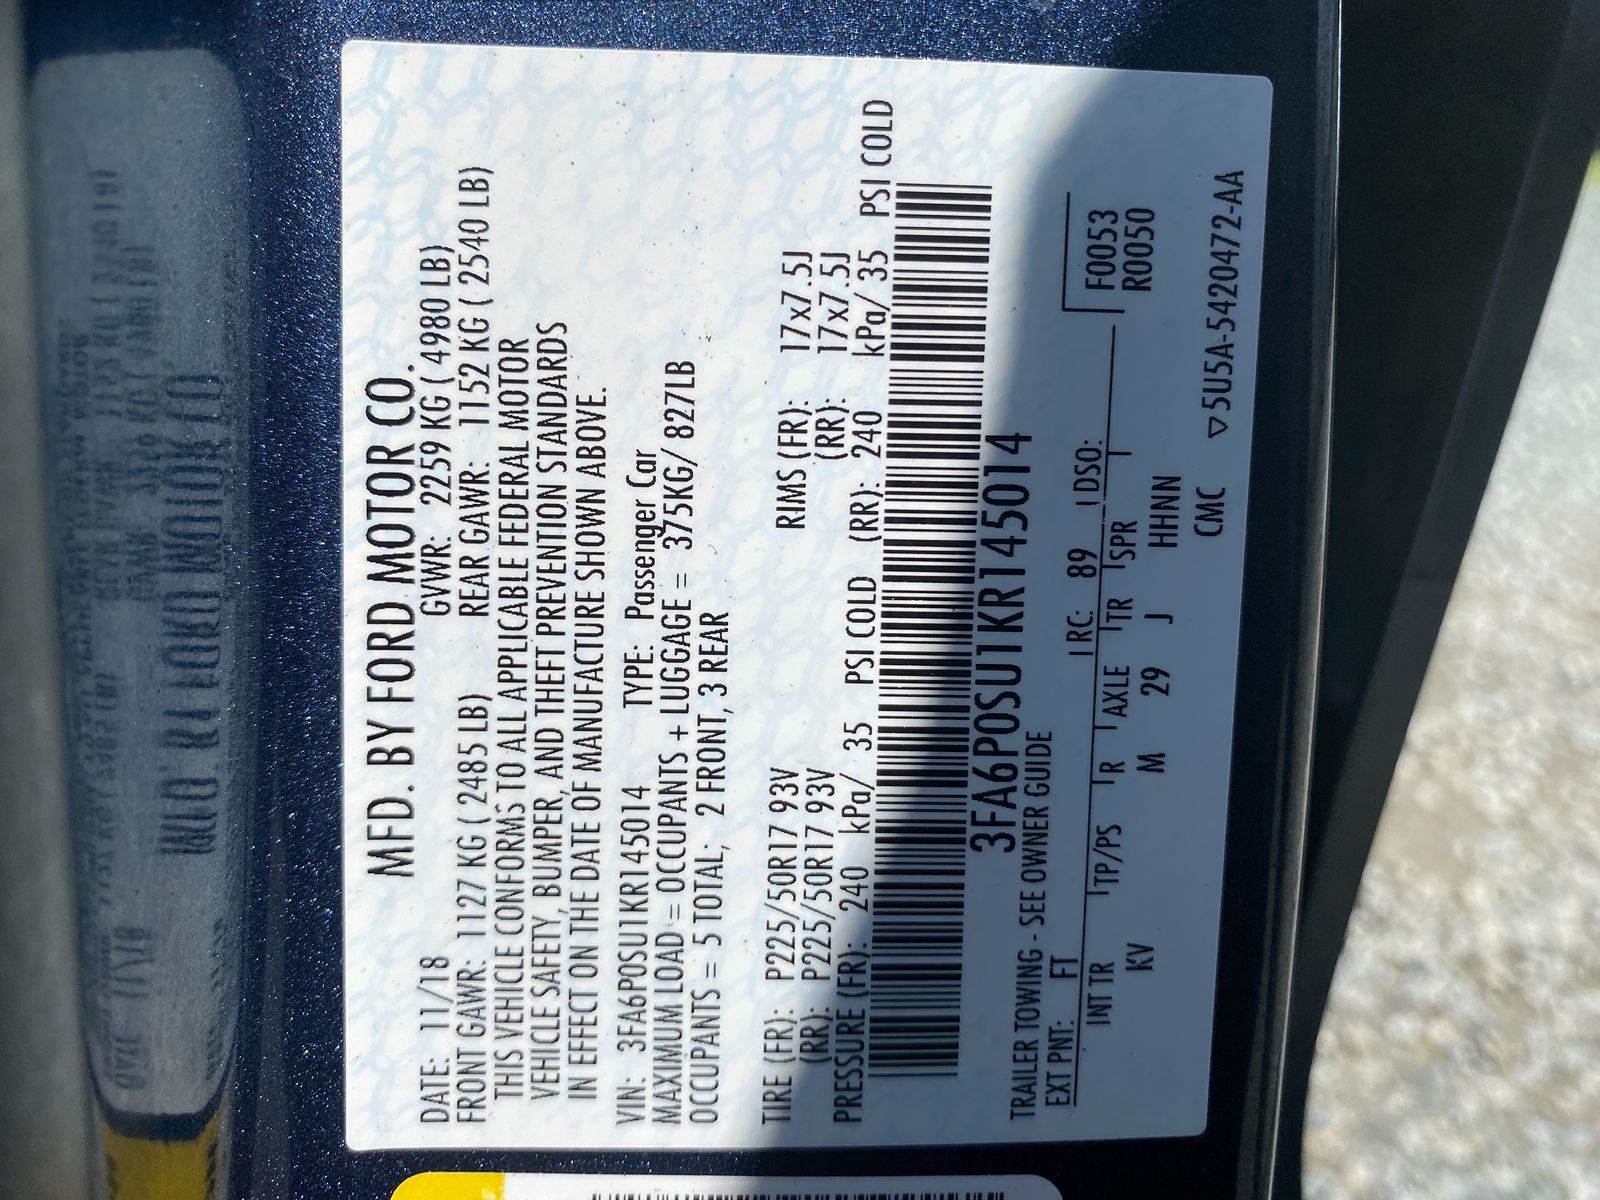 MFD. BY FORD MOTOR CO.
DATE: 11/18 GVWR: 2259 KG ( 4980 LB)
FRONT GAWR: 1127 KG ( 2485 LB) REAR GAWR: 1152 KG ( 2540 LB)
THIS VEHICLE CONFORMS TO ALL APPLICABLE FEDERAL MOTOR
VEHICLE SAFETY, BUMPER, AND THEFT PREVENTION STANDARDS
IN EFFECT ON THE DATE OF MANUFACTURE SHOWN ABOVE.
VIN: 3FA6P0SU1KR145014 TYPE: Passenger Car
MAXIMUM LOAD = OCCUPANTS + LUGGAGE = 375KG/ 827LB
OCCUPANTS = 5 TOTAL; 2 FRONT, 3 REAR
TIRE (FR): P225/50R17 93V RIMS (FR): 17x7.5J
(RR): P225/50R17 93V (RR): 17x7.5J
PRESSURE (FR): 240 kPa/ 35 PSI COLD (RR): 240 kPa/ 35 PSI COLD
3FA6P0SU1KR145014
TRAILER TOWING - SEE OWNER GUIDE
EXT PNT: FT RC: 89 DSO:
INT TR TP/PS R AXLE TR SPR
KV M 29 J HHNN
F0053
R0050
CMC ▽5U5A-5420472-AA